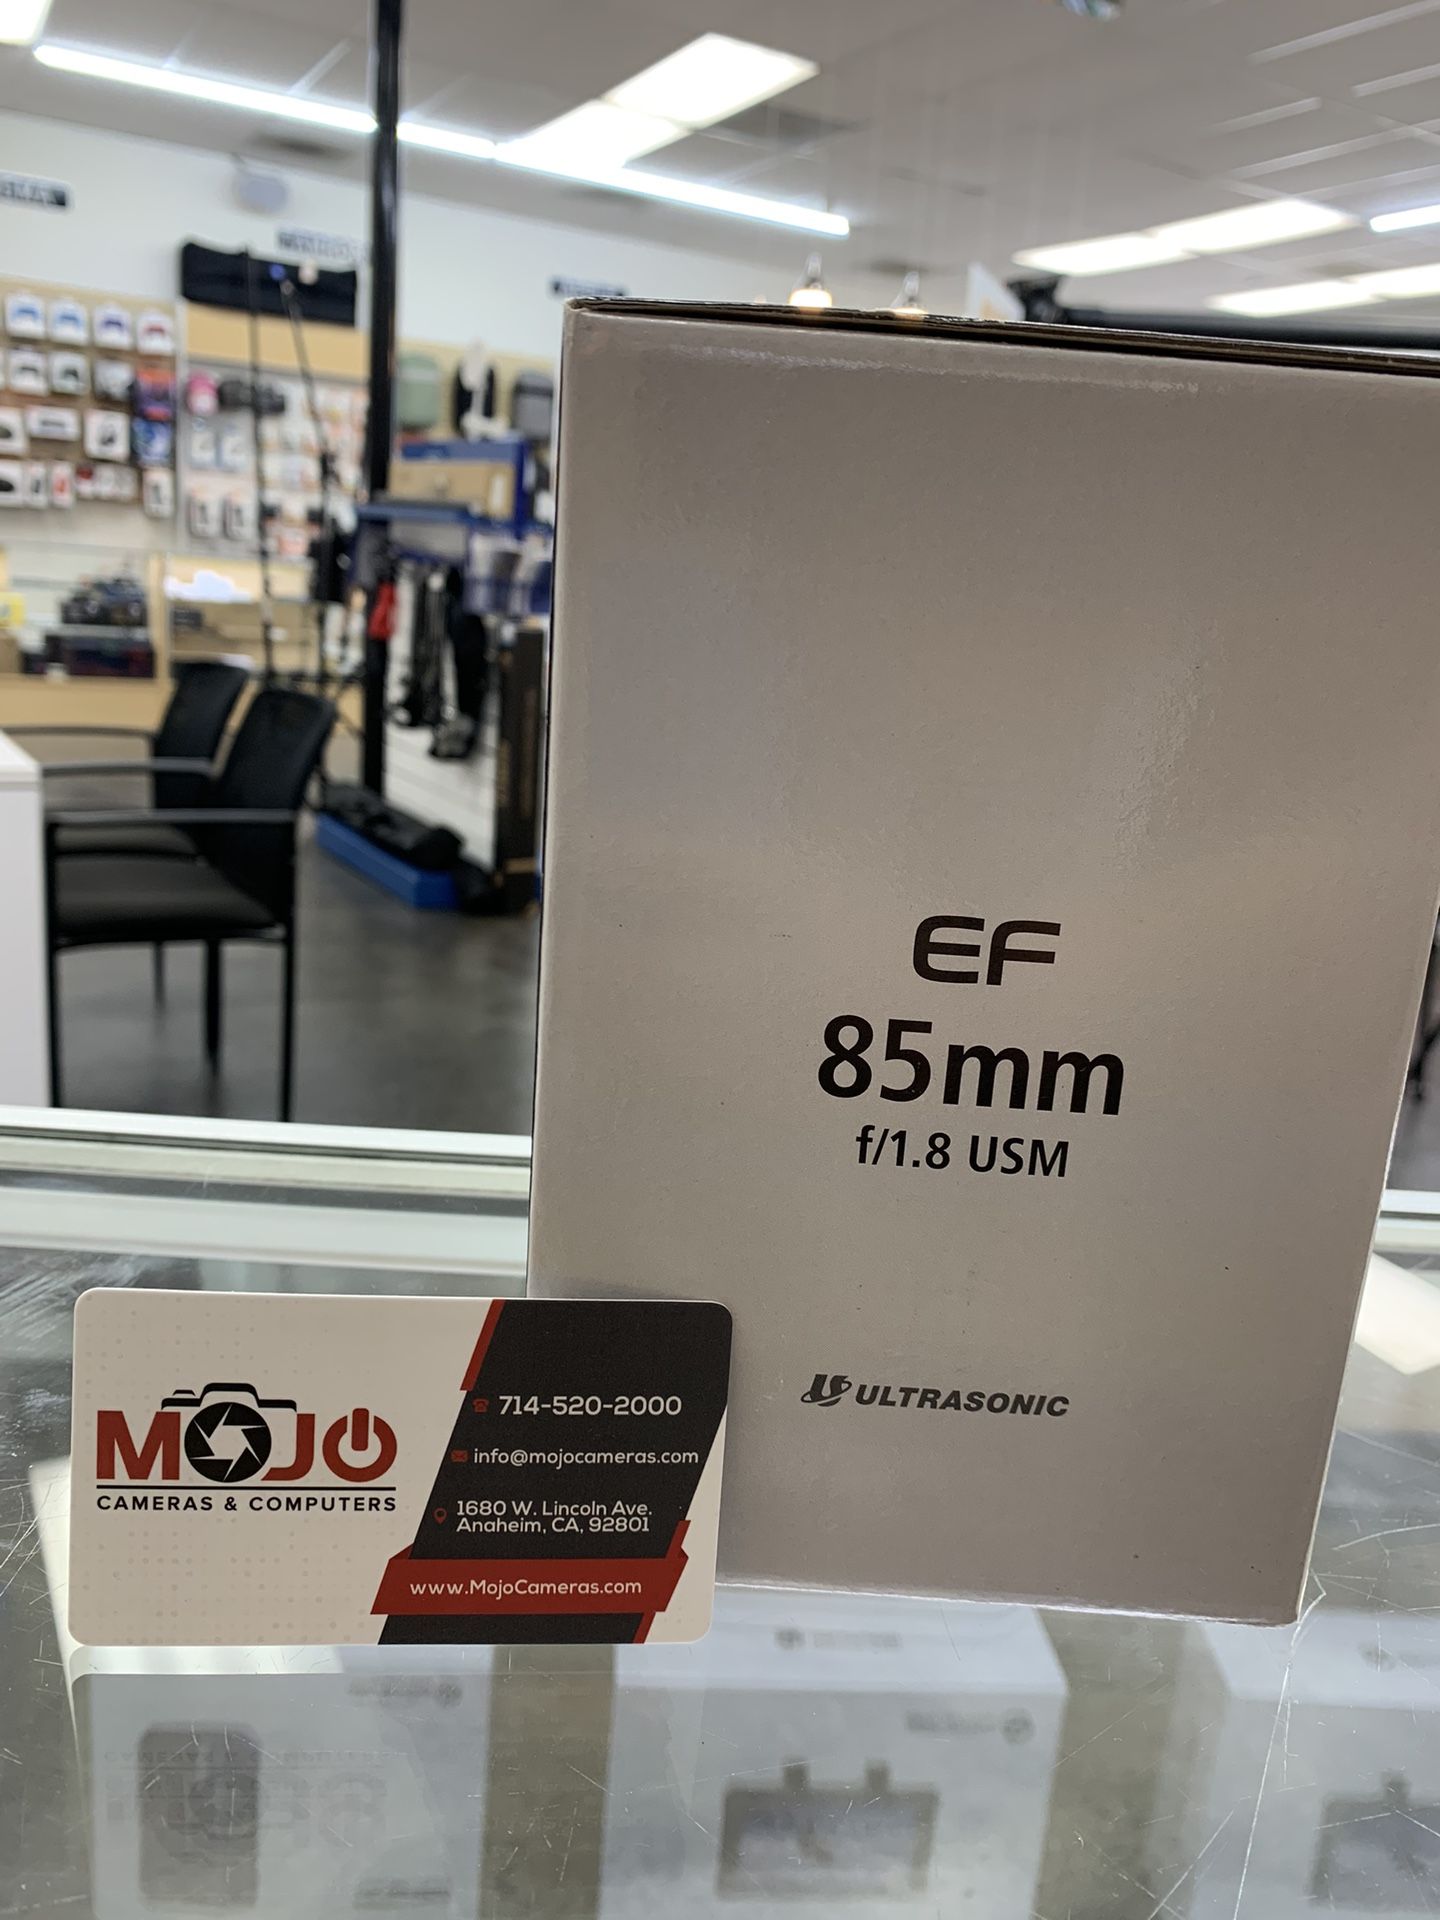 EF
85mm
f/1.8 USM
ULTRASONIC
MOJO
CAMERAS & COMPUTERS
714-520-2000
info@mojocameras.com
1680 W. Lincoln Ave.
Anaheim, CA, 92801
www.MojoCameras.com